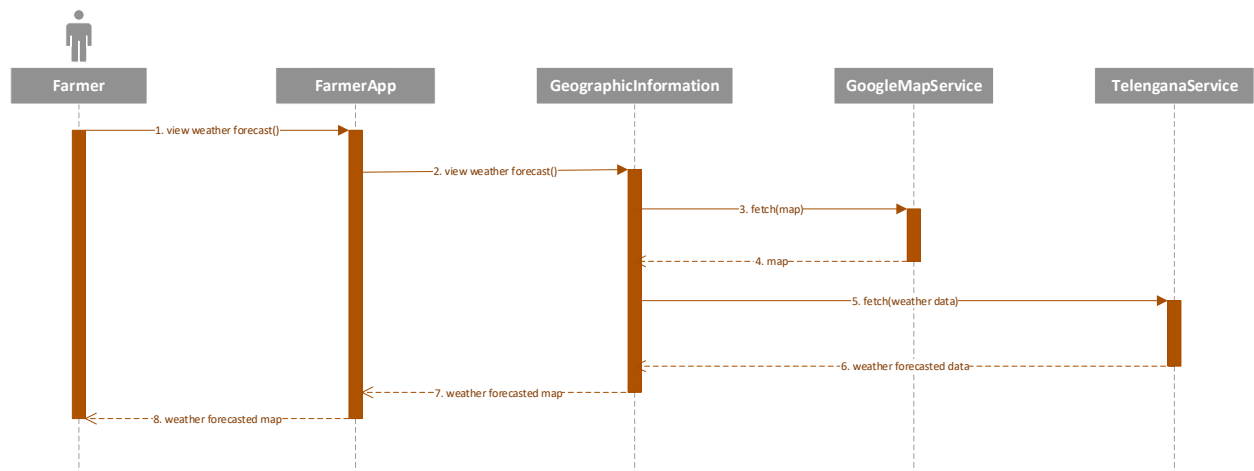 Farmer
FarmerApp
GeographicInformation
GoogleMapService
TelenganaService
1. view weather forecast()
2. view weather forecast()
3. fetch(map)
4. map
5. fetch(weather data)
6. weather forecasted data
7. weather forecasted map
8. weather forecasted map